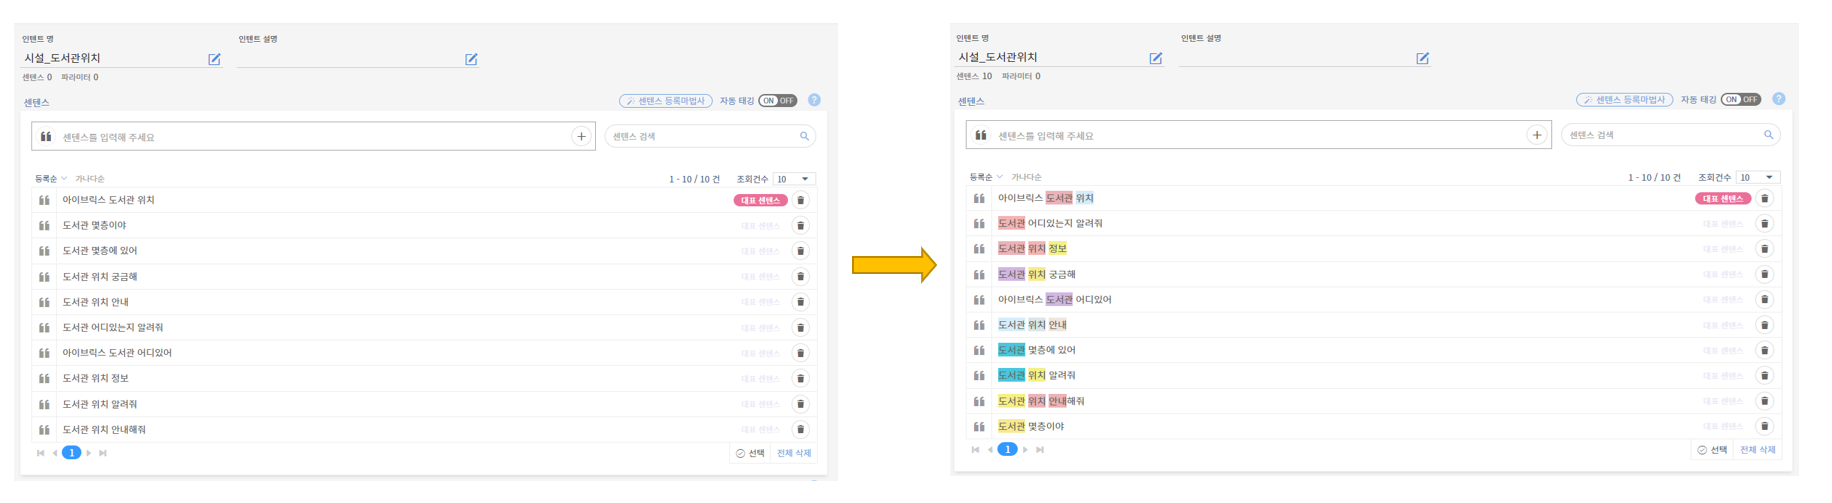 인텐트 명 인텐트 설명
시설_도서관위치
센텐스 0 파라미터 0
센텐스 센텐스 등록마법사 자동 태깅 ON OFF ?
센텐스를 입력해 주세요 + 센텐스 검색
등록순 가나다순 1 - 10 / 10 건 조회건수 10
아이브릭스 도서관 위치 대표 센텐스
도서관 몇층이야 대표 센텐스
도서관 몇층에 있어 대표 센텐스
도서관 위치 궁금해 대표 센텐스
도서관 위치 안내 대표 센텐스
도서관 어디있는지 알려줘 대표 센텐스
아이브릭스 도서관 어디있어 대표 센텐스
도서관 위치 정보 대표 센텐스
도서관 위치 알려줘 대표 센텐스
도서관 위치 안내해줘 대표 센텐스
1 선택 전체 삭제
인텐트 명 인텐트 설명
시설_도서관위치
센텐스 10 파라미터 0
센텐스 센텐스 등록마법사 자동 태깅 ON OFF ?
센텐스를 입력해 주세요 + 센텐스 검색
등록순 가나다순 1 - 10 / 10 건 조회건수 10
아이브릭스 도서관 위치 대표 센텐스
도서관 어디있는지 알려줘 대표 센텐스
도서관 위치 정보 대표 센텐스
도서관 위치 궁금해 대표 센텐스
아이브릭스 도서관 어디있어 대표 센텐스
도서관 위치 안내 대표 센텐스
도서관 몇층에 있어 대표 센텐스
도서관 위치 알려줘 대표 센텐스
도서관 위치 안내해줘 대표 센텐스
도서관 몇층이야 대표 센텐스
1 선택 전체 삭제